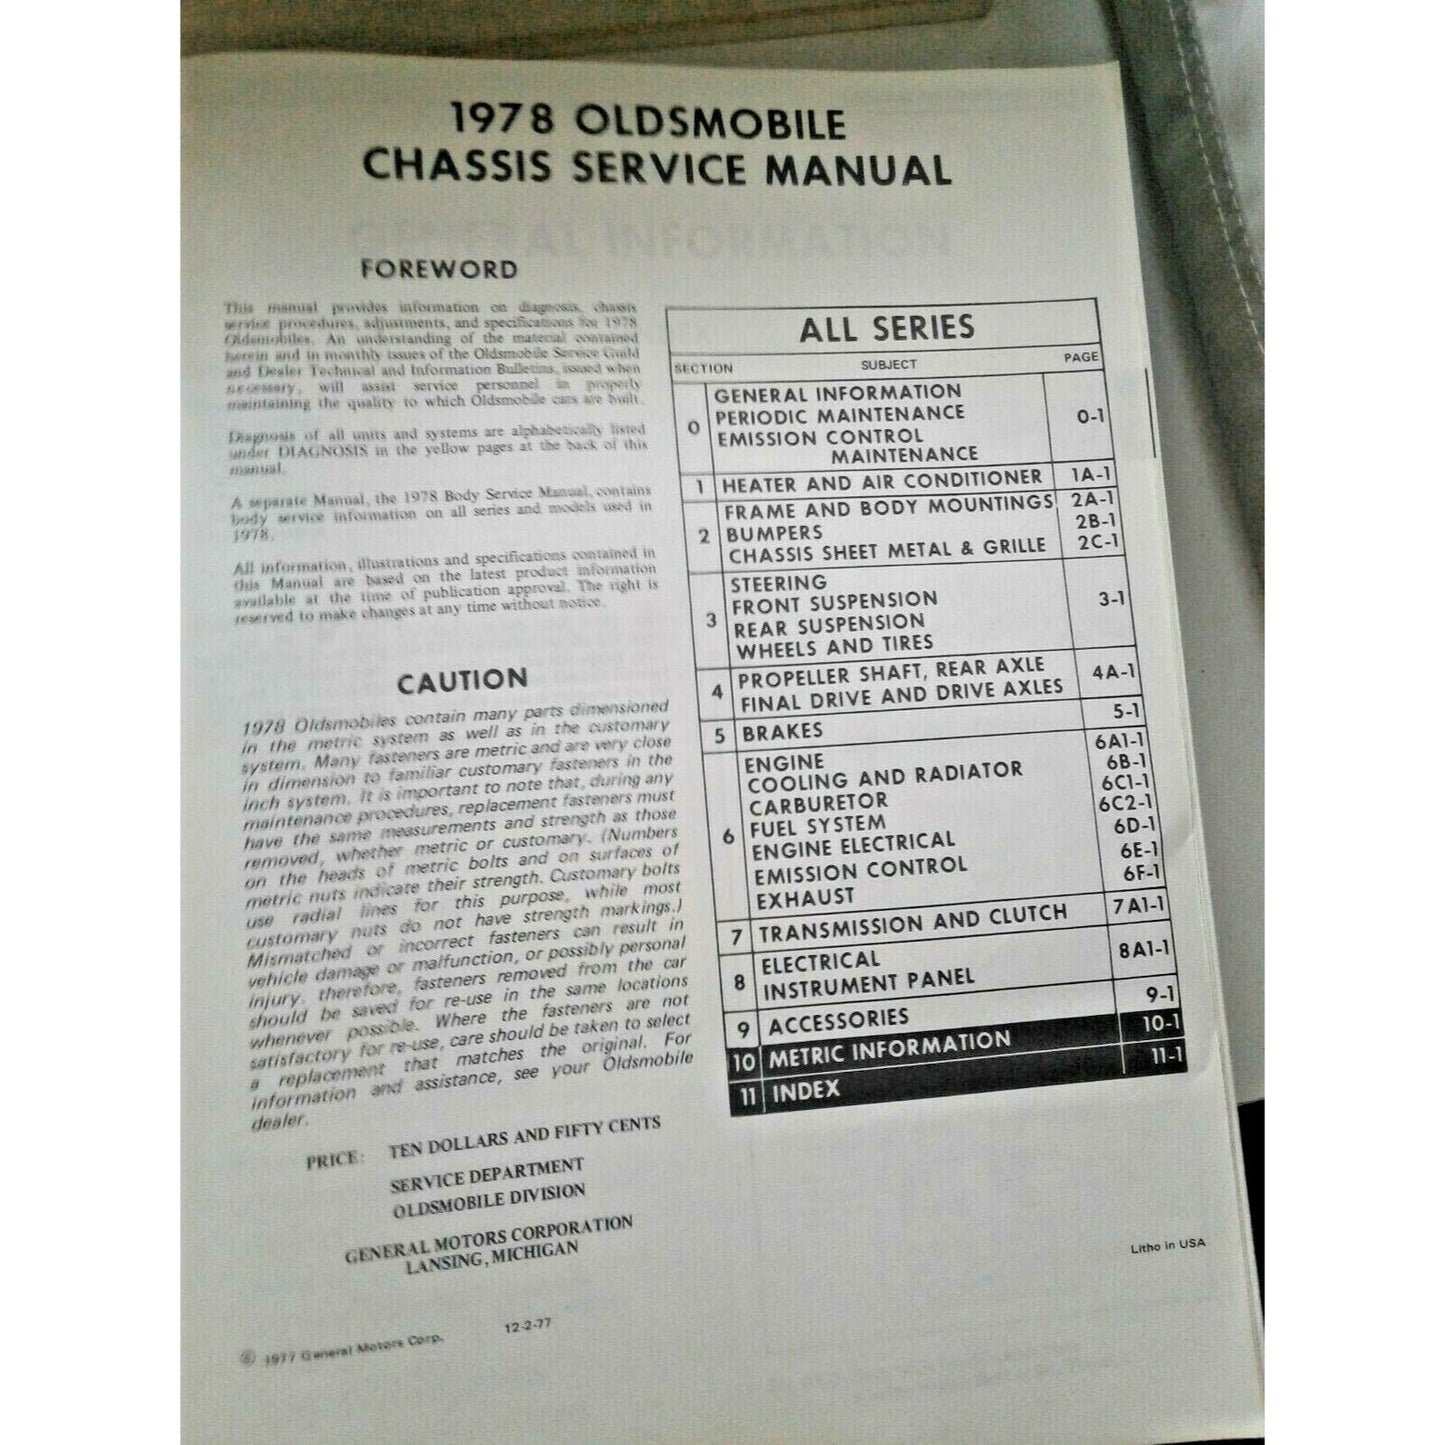 1978 OLDSMOBILE
CHASSIS SERVICE MANUAL
FOREWORD
This manual provides information on diagnosis, chassis
service procedures, adjustments, and specifications for 1978
Oldsmobiles. An understanding of the material contained
herein and in monthly issues of the Oldsmobile Service Guild
and Dealer Technical and Information Bulletins, issued when
necessary, will assist service personnel in properly
maintaining the quality to which Oldsmobile cars are built.
Diagnosis of all units and systems are alphabetically listed
under DIAGNOSIS in the yellow pages at the back of this
manual.
A separate Manual, the 1978 Body Service Manual, contains
body service information on all series and models used in
1978.
All information, illustrations and specifications contained in
this Manual are based on the latest product information
available at the time of publication approval. The right is
reserved to make changes at any time without notice.
CAUTION
1978 Oldsmobiles contain many parts dimensioned
in the metric system as well as in the customary
system. Many fasteners are metric and are very close
in dimension to familiar customary fasteners in the
inch system. It is important to note that, during any
maintenance procedures, replacement fasteners must
have the same measurements and strength as those
removed, whether metric or customary. (Numbers
on the heads of metric bolts and on surfaces of
metric nuts indicate their strength. Customary bolts
use radial lines for this purpose, while most
customary nuts do not have strength markings.)
Mismatched or incorrect fasteners can result in
vehicle damage or malfunction, or possibly personal
injury. therefore, fasteners removed from the car
should be saved for re-use in the same locations
whenever possible. Where the fasteners are not
satisfactory for re-use, care should be taken to select
a replacement that matches the original. For
information and assistance, see your Oldsmobile
dealer.
PRICE: TEN DOLLARS AND FIFTY CENTS
SERVICE DEPARTMENT
OLDSMOBILE DIVISION
GENERAL MOTORS CORPORATION
LANSING, MICHIGAN
12-2-77
© 1977 General Motors Corp.
ALL SERIES
SECTION SUBJECT PAGE
0 GENERAL INFORMATION
PERIODIC MAINTENANCE 0-1
EMISSION CONTROL
MAINTENANCE
1 HEATER AND AIR CONDITIONER 1A-1
2 FRAME AND BODY MOUNTINGS 2A-1
BUMPERS 2B-1
CHASSIS SHEET METAL & GRILLE 2C-1
3 STEERING
FRONT SUSPENSION 3-1
REAR SUSPENSION
WHEELS AND TIRES
4 PROPELLER SHAFT, REAR AXLE 4A-1
FINAL DRIVE AND DRIVE AXLES
5 BRAKES 5-1
6 ENGINE 6A1-1
COOLING AND RADIATOR 6B-1
CARBURETOR 6C1-1
FUEL SYSTEM 6C2-1
ENGINE ELECTRICAL 6D-1
EMISSION CONTROL 6E-1
EXHAUST 6F-1
7 TRANSMISSION AND CLUTCH 7A1-1
8 ELECTRICAL 8A1-1
INSTRUMENT PANEL
9 ACCESSORIES 9-1
10 METRIC INFORMATION 10-1
11 INDEX 11-1
Litho in USA